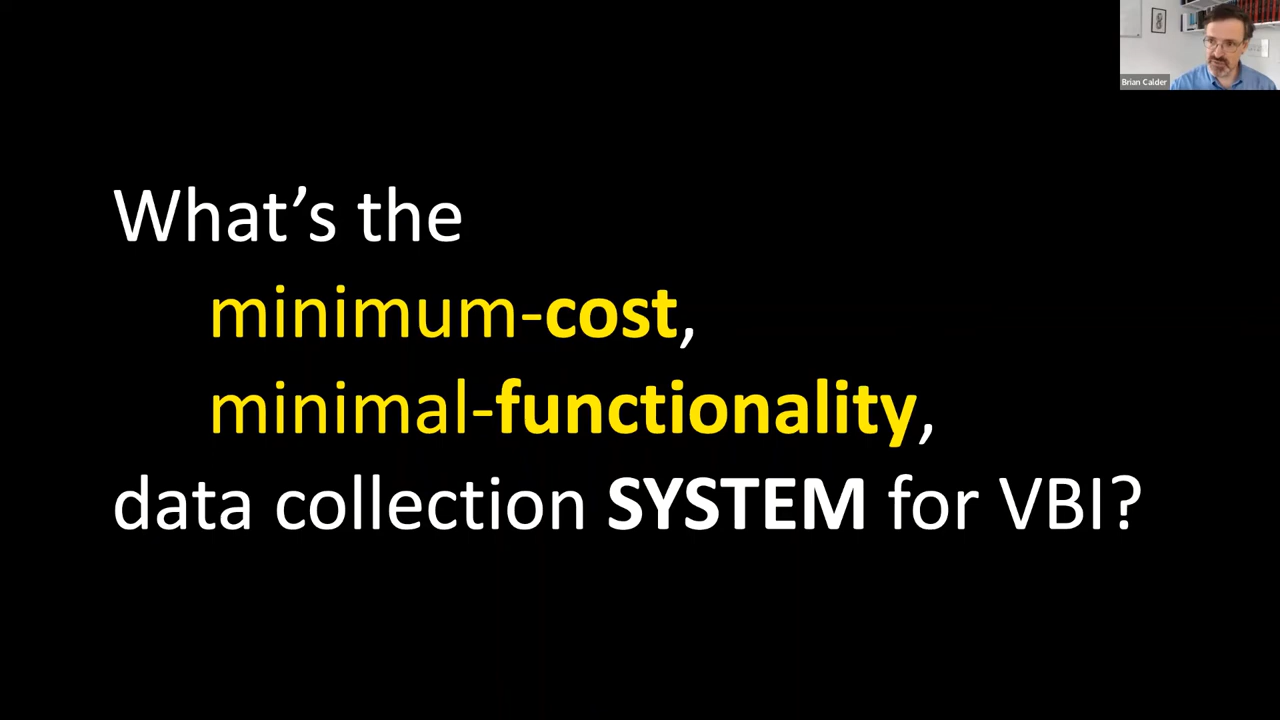 Brian Calder
What’s the
minimum-cost,
minimal-functionality,
data collection SYSTEM for VBI?